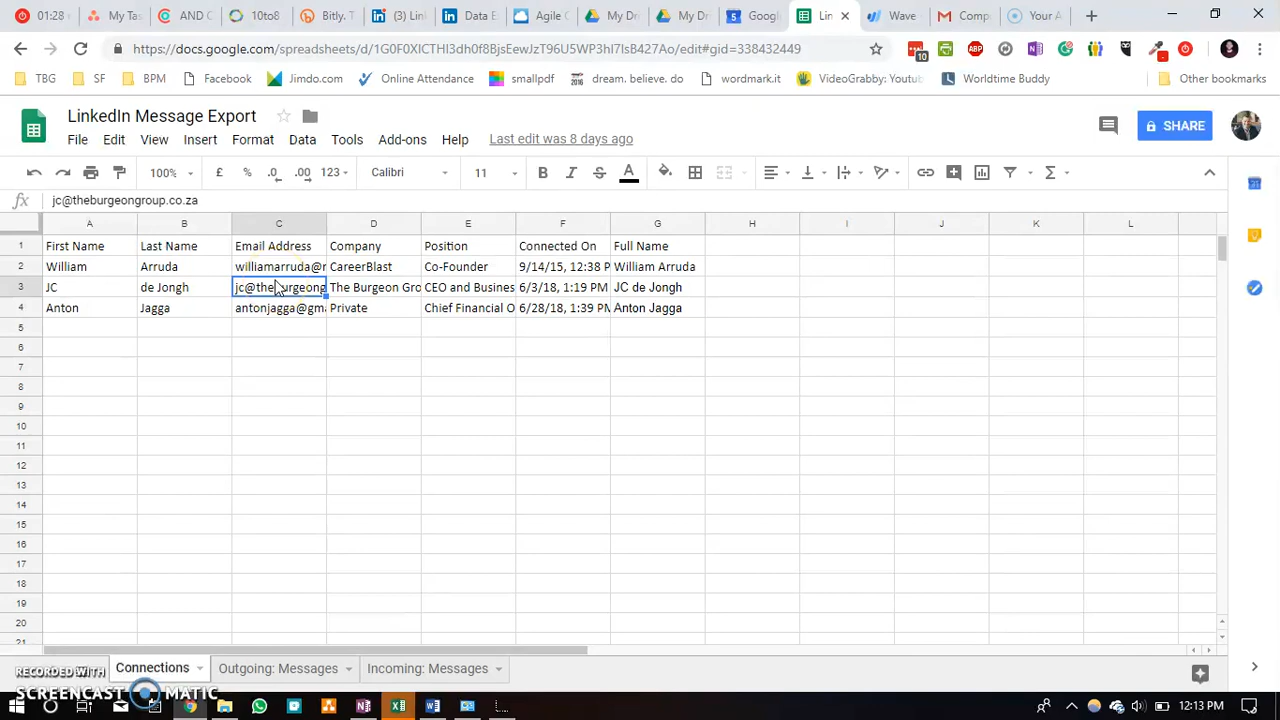 01:28 My Tas AND C 10to8 Bitly. T (3) Lin Data E Agile C My Dr My Dr Googl Lin Wave Comp Your A
https://docs.google.com/spreadsheets/d/1G0F0XICTHI3dh0f8BjsEewJzT96U5WP3hI7IsB427Ao/edit#gid=338432449 10 ABP
TBG SF BPM Facebook Jimdo.com Online Attendance smallpdf dream. believe. do wordmark.it VideoGrabby: Youtub Worldtime Buddy Other bookmarks
LinkedIn Message Export
SHARE
File Edit View Insert Format Data Tools Add-ons Help Last edit was 8 days ago
100% £ % .0 .00 123 Calibri 11 B I S A Σ
fx jc@theburgeongroup.co.za
A B C D E F G H I J K L
1 First Name Last Name Email Address Company Position Connected On Full Name
2 William Arruda williamarruda@r CareerBlast Co-Founder 9/14/15, 12:38 P William Arruda
3 JC de Jongh jc@theburgeong The Burgeon Gro CEO and Busines 6/3/18, 1:19 PM JC de Jongh
4 Anton Jagga antonjagga@gma Private Chief Financial O 6/28/18, 1:39 PM Anton Jagga
5
6
7
8
9
10
11
12
13
14
15
16
17
18
19
20
21
Connections Outgoing: Messages Incoming: Messages
RECORDED WITH
SCREENCAST MATIC
12:13 PM